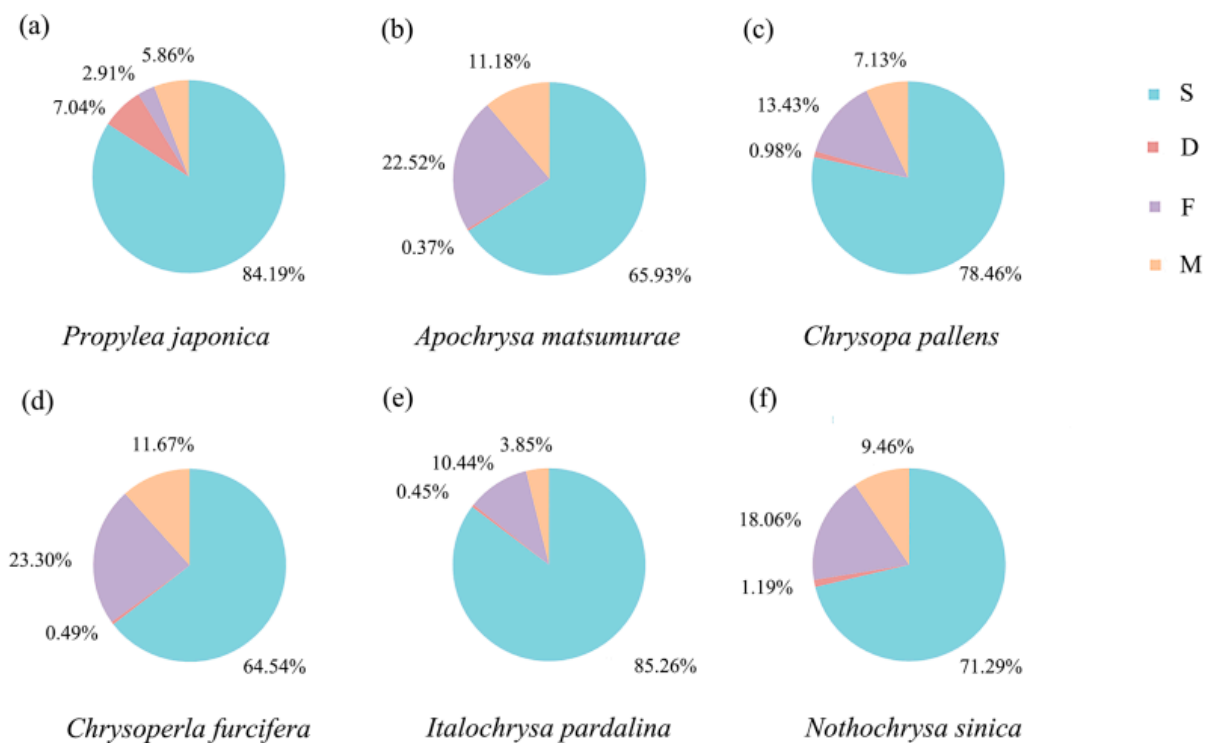 (a)
5.86%
2.91%
7.04%
84.19%
Propylea japonica
(b)
11.18%
22.52%
0.37%
65.93%
Apochrysa matsumurae
(c)
7.13%
13.43%
0.98%
78.46%
Chrysopa pallens
S
D
F
M
(d)
11.67%
23.30%
0.49%
64.54%
Chrysoperla furcifera
(e)
3.85%
10.44%
0.45%
85.26%
Italochrysa pardalina
(f)
9.46%
18.06%
1.19%
71.29%
Nothochrysa sinica